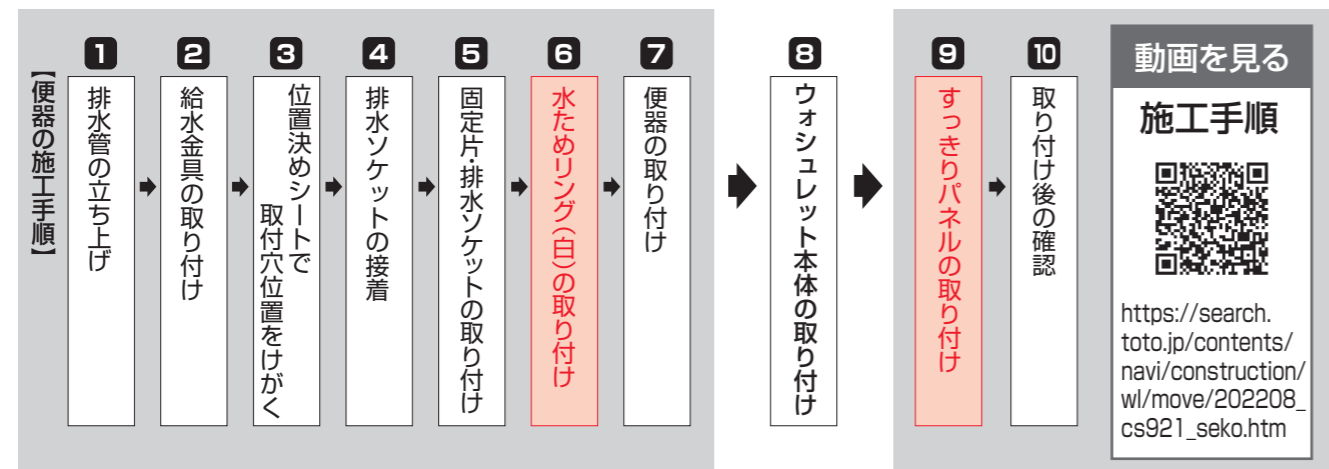 【便器の施工手順】
1
排水管の立ち上げ
2
給水金具の取り付け
3
位置決めシートで
取付穴位置をけがく
4
排水ソケットの接着
5
固定片・排水ソケットの取り付け
6
水ためリング(白)の取り付け
7
便器の取り付け
8
ウォシュレット本体の取り付け
9
すっきりパネルの取り付け
10
取り付け後の確認
動画を見る
施工手順
https://search.
toto.jp/contents/
navi/construction/
wl/move/202208_
cs921_seko.htm